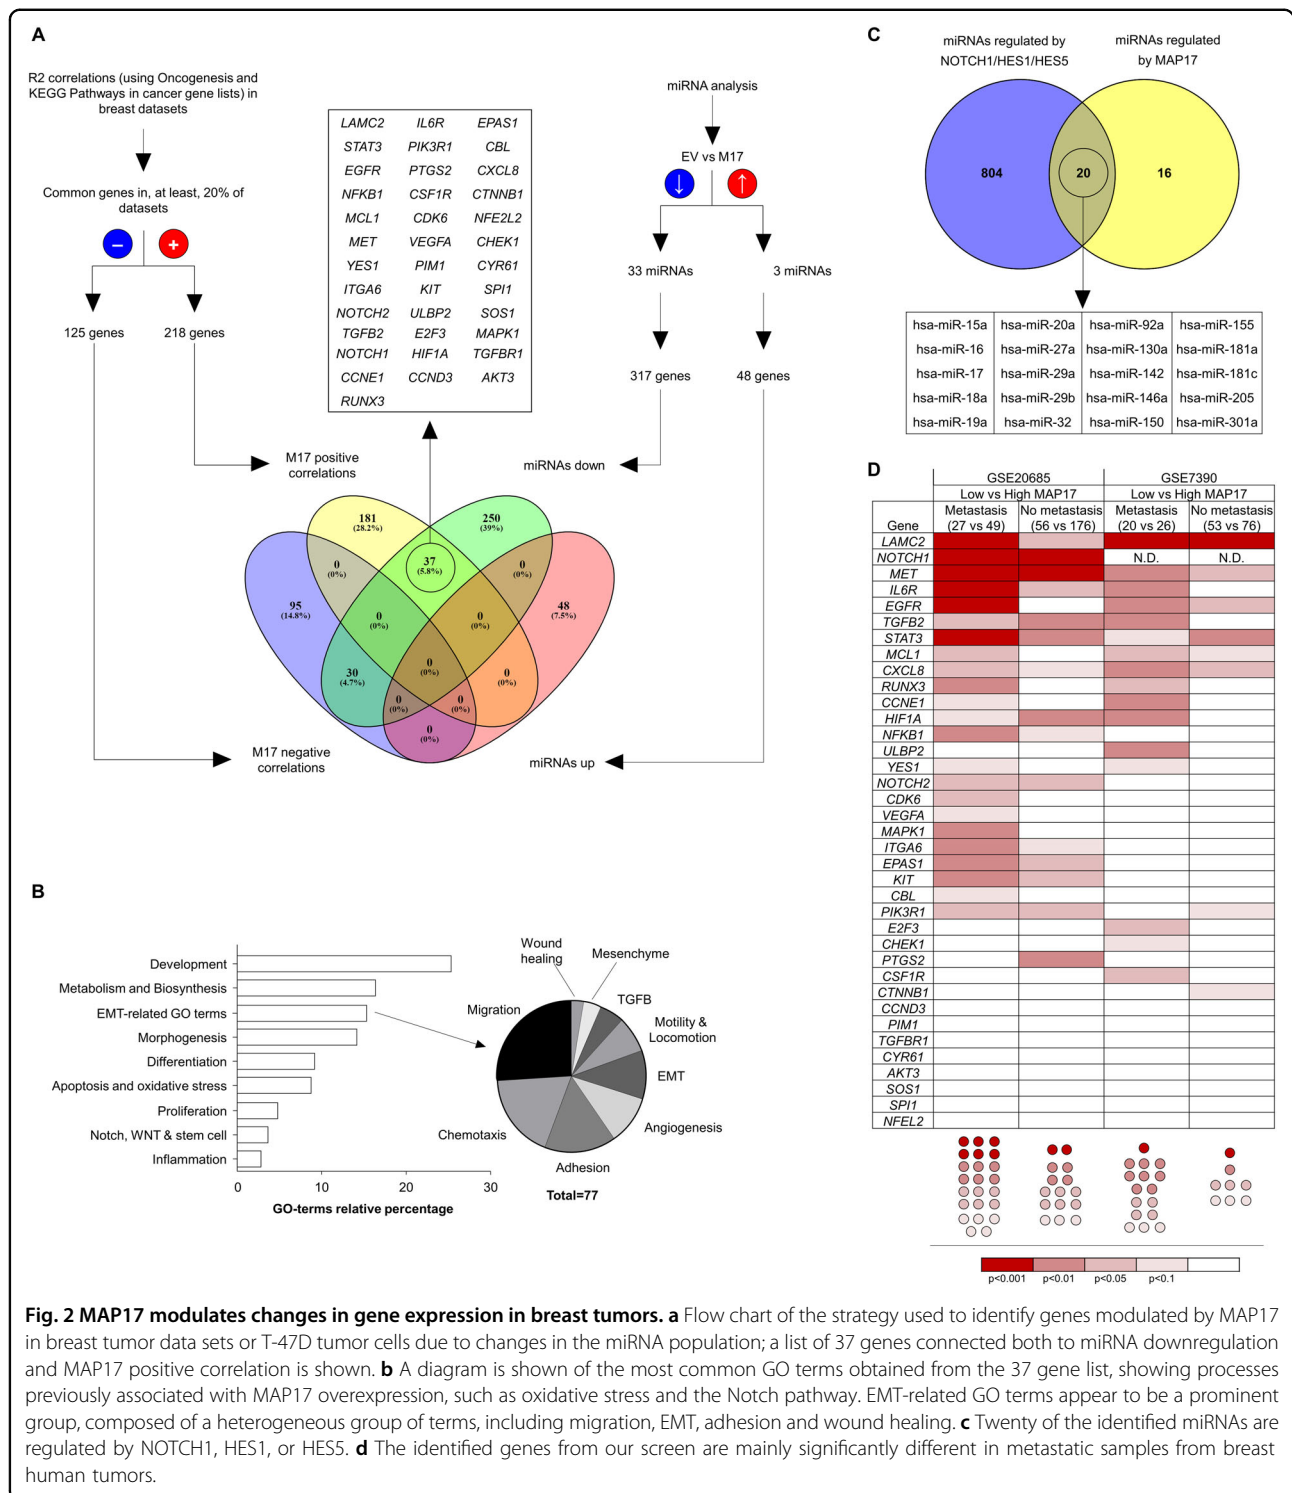 A
R2 correlations (using Oncogenesis and
KEGG Pathways in cancer gene lists) in
breast datasets
Common genes in, at least, 20% of
datasets
− +
125 genes 218 genes
LAMC2 IL6R EPAS1
STAT3 PIK3R1 CBL
EGFR PTGS2 CXCL8
NFKB1 CSF1R CTNNB1
MCL1 CDK6 NFE2L2
MET VEGFA CHEK1
YES1 PIM1 CYR61
ITGA6 KIT SPI1
NOTCH2 ULBP2 SOS1
TGFB2 E2F3 MAPK1
NOTCH1 HIF1A TGFBR1
CCNE1 CCND3 AKT3
RUNX3
miRNA analysis
EV vs M17
↓ ↑
33 miRNAs 3 miRNAs
317 genes 48 genes
M17 positive
correlations
miRNAs down
181
(28.2%)
250
(39%)
0
(0%)
37
(5.8%)
0
(0%)
95
(14.8%)
0
(0%)
0
(0%)
48
(7.5%)
30
(4.7%)
0
(0%)
0
(0%)
0
(0%)
0
(0%)
0
(0%)
M17 negative
correlations
miRNAs up
B
Development
Metabolism and Biosynthesis
EMT-related GO terms
Morphogenesis
Differentiation
Apoptosis and oxidative stress
Proliferation
Notch, WNT & stem cell
Inflammation
0 10 20 30
GO-terms relative percentage
Wound
healing
Mesenchyme
TGFB
Motility &
Locomotion
EMT
Angiogenesis
Adhesion
Chemotaxis
Migration
Total=77
C
miRNAs regulated by
NOTCH1/HES1/HES5
miRNAs regulated
by MAP17
804 20 16
hsa-miR-15a hsa-miR-20a hsa-miR-92a hsa-miR-155
hsa-miR-16 hsa-miR-27a hsa-miR-130a hsa-miR-181a
hsa-miR-17 hsa-miR-29a hsa-miR-142 hsa-miR-181c
hsa-miR-18a hsa-miR-29b hsa-miR-146a hsa-miR-205
hsa-miR-19a hsa-miR-32 hsa-miR-150 hsa-miR-301a
D
GSE20685 GSE7390
Low vs High MAP17 Low vs High MAP17
Metastasis No metastasis Metastasis No metastasis
Gene (27 vs 49) (56 vs 176) (20 vs 26) (53 vs 76)
LAMC2
NOTCH1 N.D. N.D.
MET
IL6R
EGFR
TGFB2
STAT3
MCL1
CXCL8
RUNX3
CCNE1
HIF1A
NFKB1
ULBP2
YES1
NOTCH2
CDK6
VEGFA
MAPK1
ITGA6
EPAS1
KIT
CBL
PIK3R1
E2F3
CHEK1
PTGS2
CSF1R
CTNNB1
CCND3
PIM1
TGFBR1
CYR61
AKT3
SOS1
SPI1
NFEL2
p<0.001 p<0.01 p<0.05 p<0.1
Fig. 2 MAP17 modulates changes in gene expression in breast tumors. a Flow chart of the strategy used to identify genes modulated by MAP17
in breast tumor data sets or T-47D tumor cells due to changes in the miRNA population; a list of 37 genes connected both to miRNA downregulation
and MAP17 positive correlation is shown. b A diagram is shown of the most common GO terms obtained from the 37 gene list, showing processes
previously associated with MAP17 overexpression, such as oxidative stress and the Notch pathway. EMT-related GO terms appear to be a prominent
group, composed of a heterogeneous group of terms, including migration, EMT, adhesion and wound healing. c Twenty of the identified miRNAs are
regulated by NOTCH1, HES1, or HES5. d The identified genes from our screen are mainly significantly different in metastatic samples from breast
human tumors.